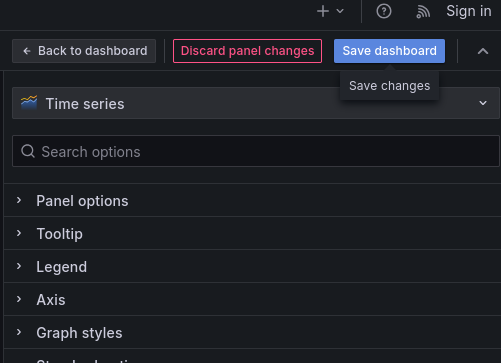 Sign in
Back to dashboard
Discard panel changes
Save dashboard
Save changes
Time series
Search options
Panel options
Tooltip
Legend
Axis
Graph styles